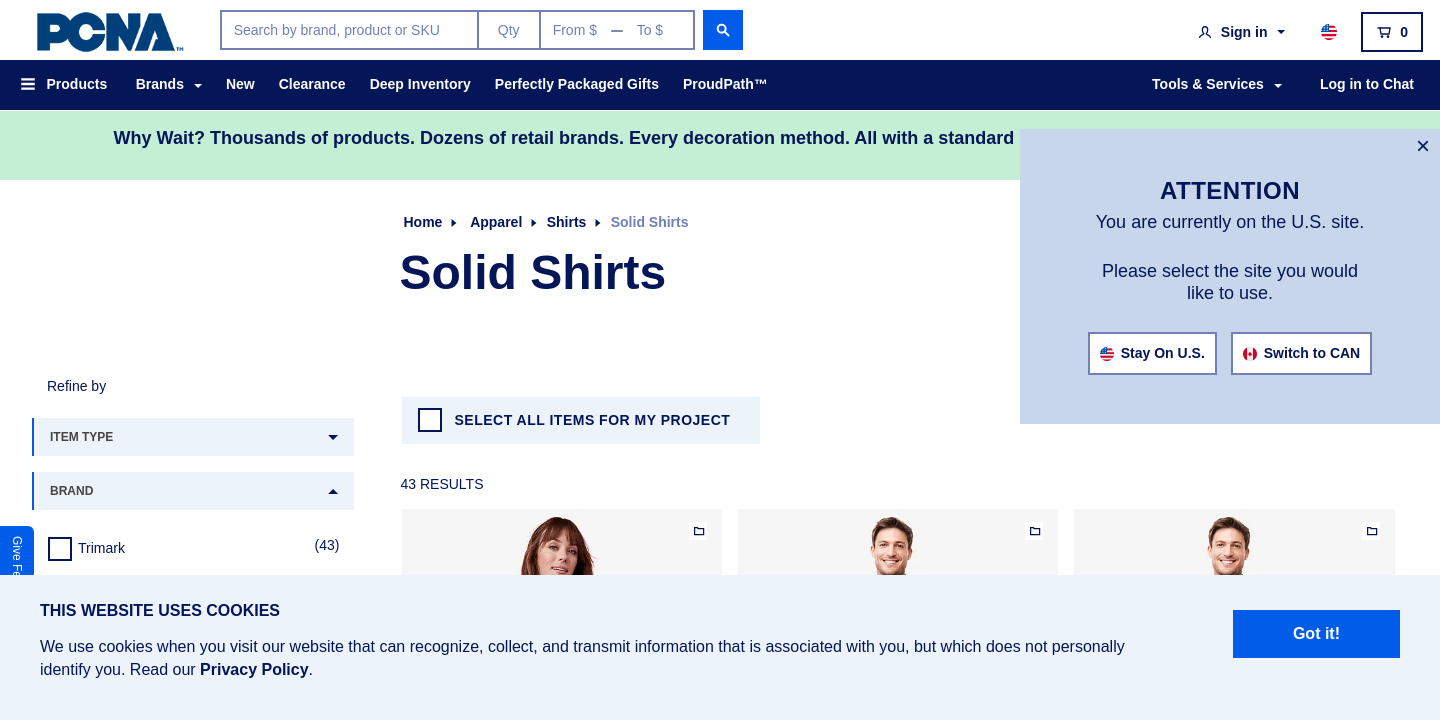 PCNA™
Search by brand, product or SKU
Qty
From $ — To $
Sign in
0
Products
Brands
New
Clearance
Deep Inventory
Perfectly Packaged Gifts
ProudPath™
Tools & Services
Log in to Chat
Why Wait? Thousands of products. Dozens of retail brands. Every decoration method. All with a standard
×
ATTENTION
You are currently on the U.S. site.
Please select the site you would
like to use.
Stay On U.S.
Switch to CAN
Home
Apparel
Shirts
Solid Shirts
Solid Shirts
Refine by
ITEM TYPE
BRAND
Trimark
(43)
SELECT ALL ITEMS FOR MY PROJECT
43 RESULTS
Give
THIS WEBSITE USES COOKIES
We use cookies when you visit our website that can recognize, collect, and transmit information that is associated with you, but which does not personally
identify you. Read our Privacy Policy.
Got it!